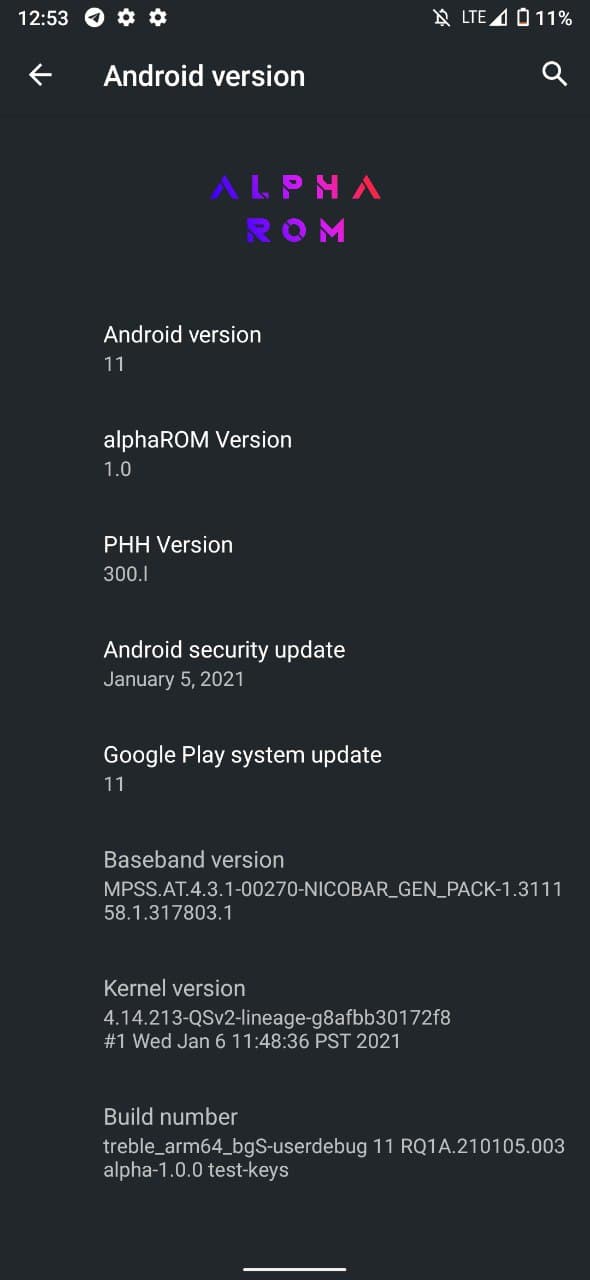 12:53 LTE 11%
Android version
ALPHA
ROM
Android version
11
alphaROM Version
1.0
PHH Version
300.l
Android security update
January 5, 2021
Google Play system update
11
Baseband version
MPSS.AT.4.3.1-00270-NICOBAR_GEN_PACK-1.3111
58.1.317803.1
Kernel version
4.14.213-QSv2-lineage-g8afbb30172f8
#1 Wed Jan 6 11:48:36 PST 2021
Build number
treble_arm64_bgS-userdebug 11 RQ1A.210105.003
alpha-1.0.0 test-keys